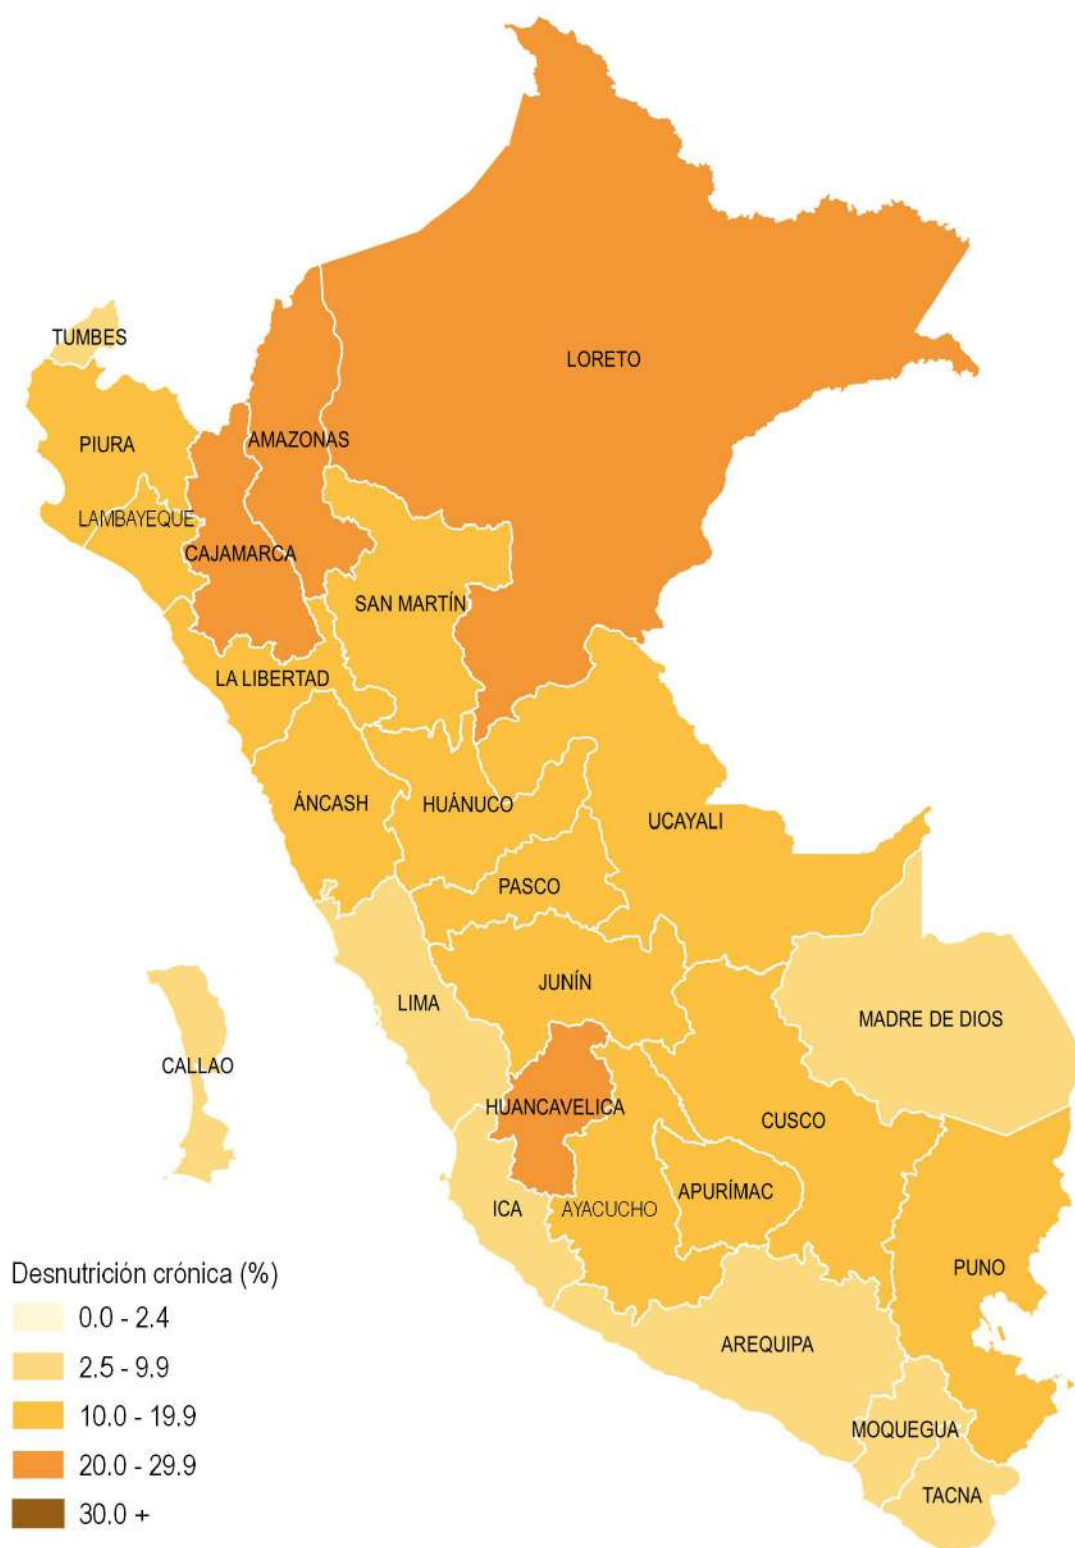 TUMBES
LORETO
PIURA
AMAZONAS
LAMBAYEQUE
CAJAMARCA
SAN MARTÍN
LA LIBERTAD
ÁNCASH
HUÁNUCO
UCAYALI
PASCO
JUNÍN
LIMA
MADRE DE DIOS
CALLAO
HUANCAVELICA
CUSCO
APURÍMAC
ICA
AYACUCHO
PUNO
AREQUIPA
MOQUEGUA
TACNA
Desnutrición crónica (%)
0.0 - 2.4
2.5 - 9.9
10.0 - 19.9
20.0 - 29.9
30.0 +